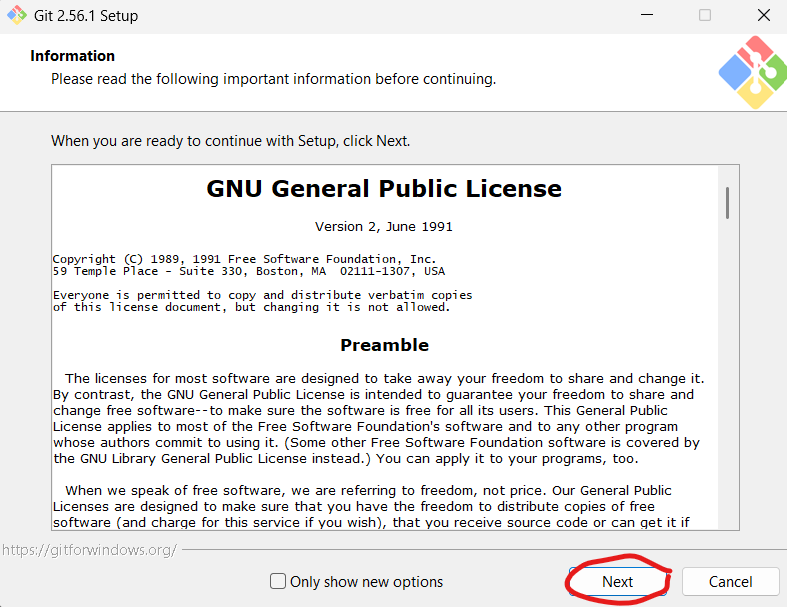 Git 2.56.1 Setup
Information
Please read the following important information before continuing.
When you are ready to continue with Setup, click Next.
GNU General Public License
Version 2, June 1991
Copyright (C) 1989, 1991 Free Software Foundation, Inc.
59 Temple Place - Suite 330, Boston, MA  02111-1307, USA
Everyone is permitted to copy and distribute verbatim copies
of this license document, but changing it is not allowed.
Preamble
The licenses for most software are designed to take away your freedom to share and change it.
By contrast, the GNU General Public License is intended to guarantee your freedom to share and
change free software--to make sure the software is free for all its users. This General Public
License applies to most of the Free Software Foundation's software and to any other program
whose authors commit to using it. (Some other Free Software Foundation software is covered by
the GNU Library General Public License instead.) You can apply it to your programs, too.
When we speak of free software, we are referring to freedom, not price. Our General Public
Licenses are designed to make sure that you have the freedom to distribute copies of free
software (and charge for this service if you wish), that you receive source code or can get it if
https://gitforwindows.org/
Only show new options
Next
Cancel